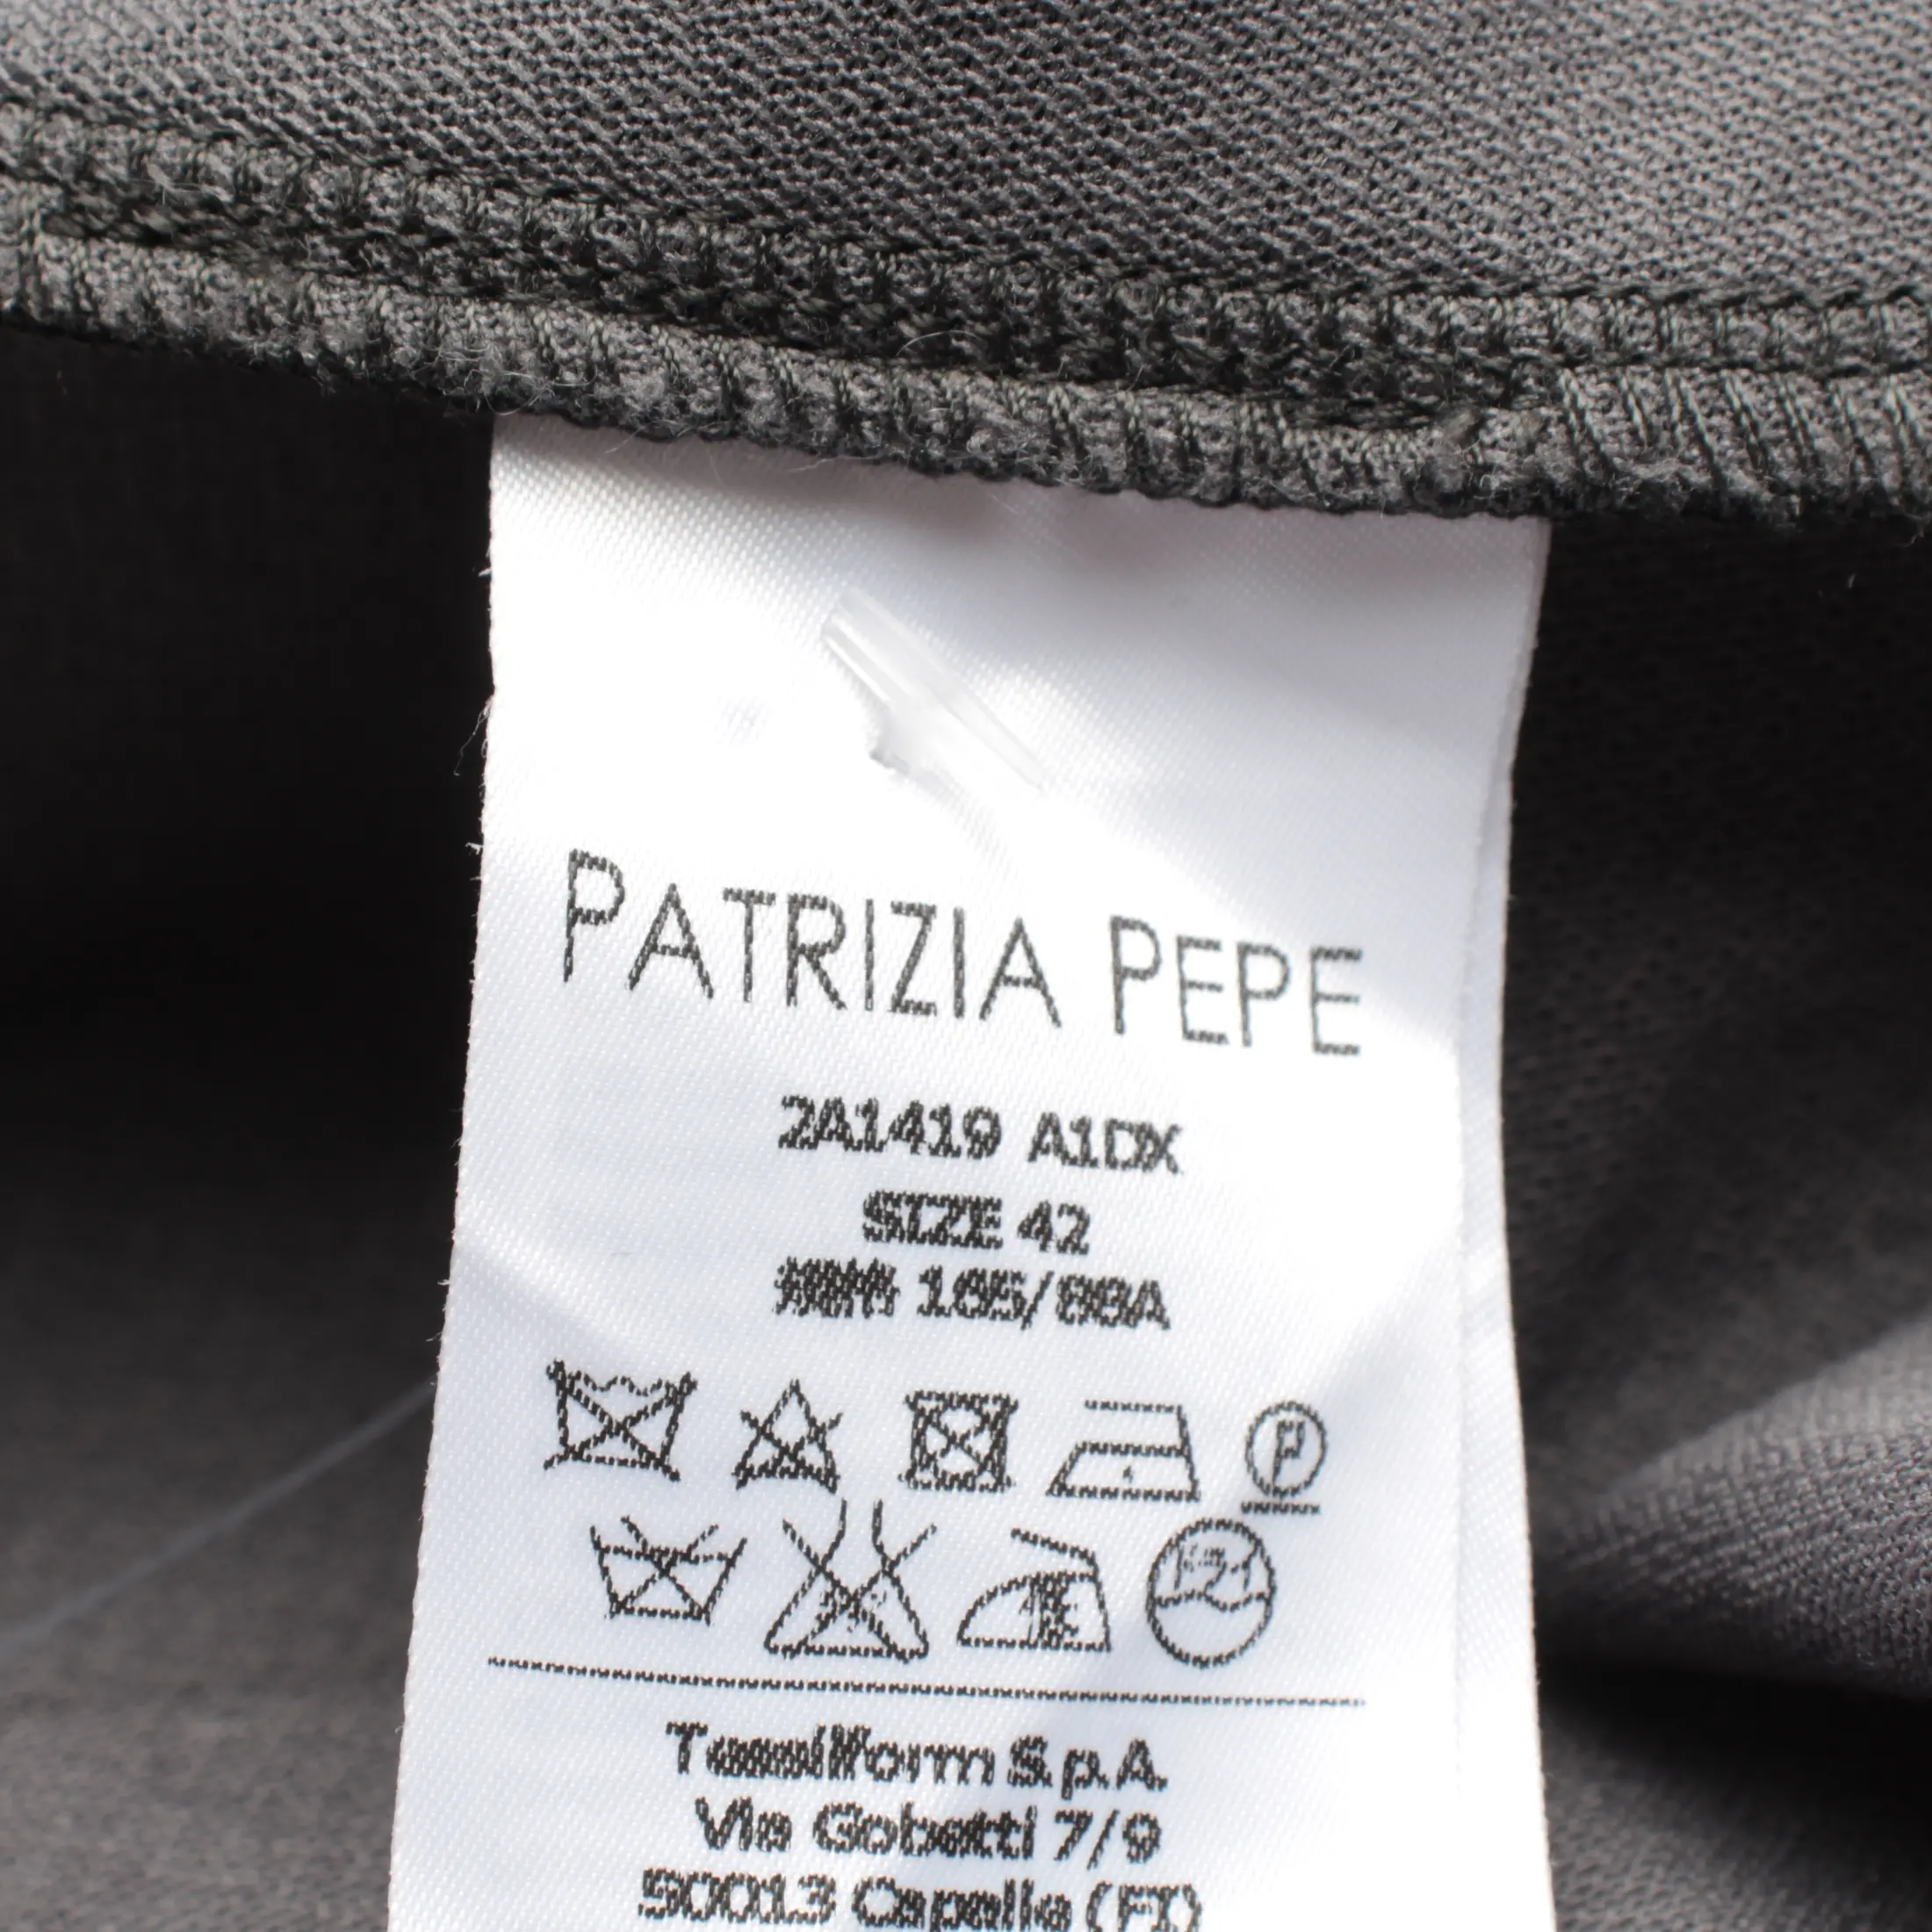 PATRIZIA PEPE
2A1419 A1DX
SIZE 42
165/88A
P
Tessilform S.p.A.
Via Gobetti 7/9
50013 Capalle (FI)